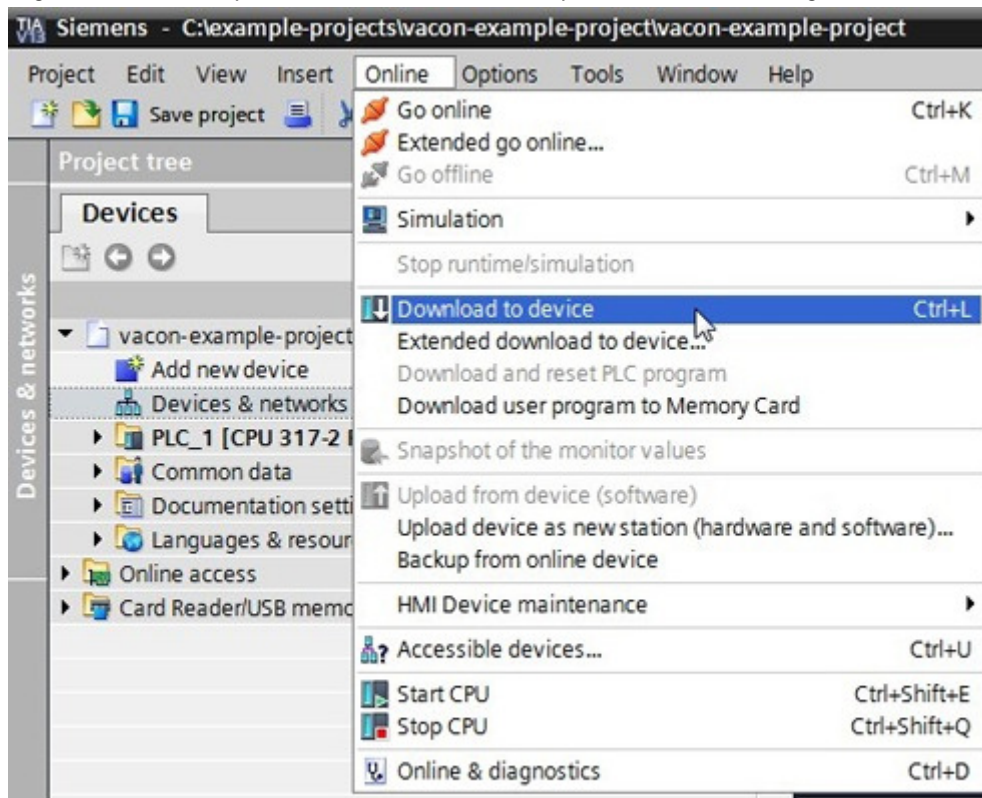 Siemens - C:\example-projects\vacon-example-project\vacon-example-project
Project Edit View Insert Online Options Tools Window Help
Save project
Project tree
Devices
Devices & networks
vacon-example-project
Add new device
Devices & networks
PLC_1 [CPU 317-2
Common data
Documentation setti
Languages & resour
Online access
Card Reader/USB memo
Go online Ctrl+K
Extended go online...
Go offline Ctrl+M
Simulation
Stop runtime/simulation
Download to device Ctrl+L
Extended download to device...
Download and reset PLC program
Download user program to Memory Card
Snapshot of the monitor values
Upload from device (software)
Upload device as new station (hardware and software)...
Backup from online device
HMI Device maintenance
Accessible devices... Ctrl+U
Start CPU Ctrl+Shift+E
Stop CPU Ctrl+Shift+Q
Online & diagnostics Ctrl+D